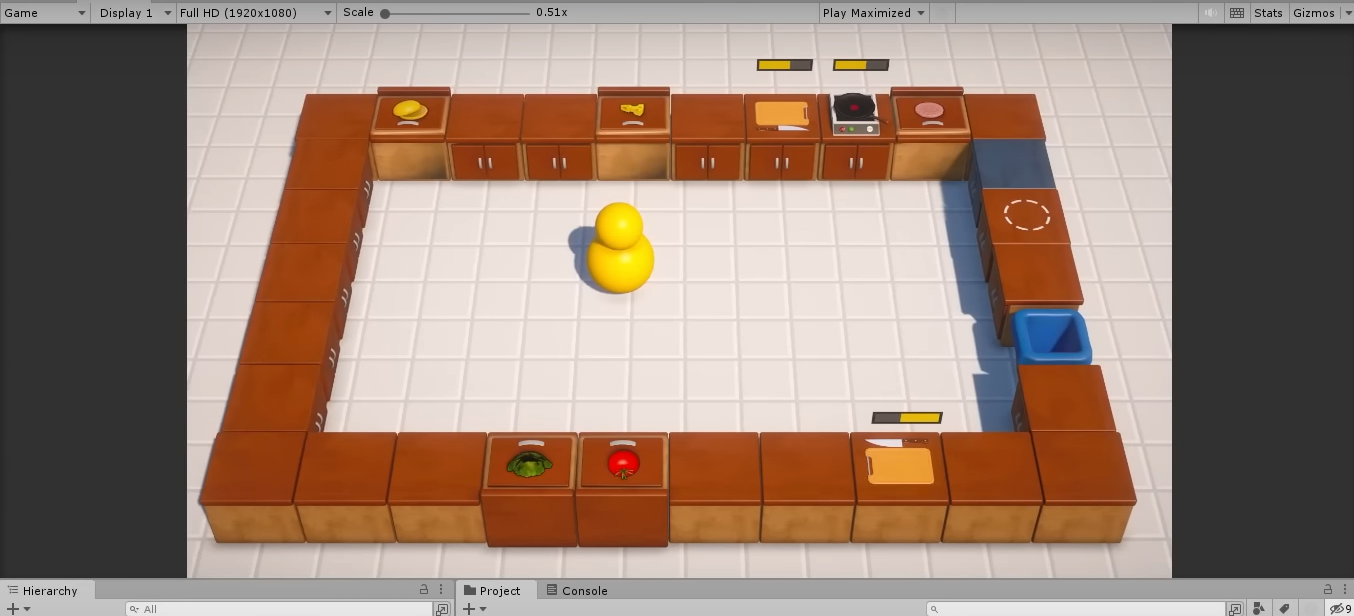 Game Display 1 Full HD (1920x1080) Scale 0.51x Play Maximized Stats Gizmos
Hierarchy Project Console
All 9